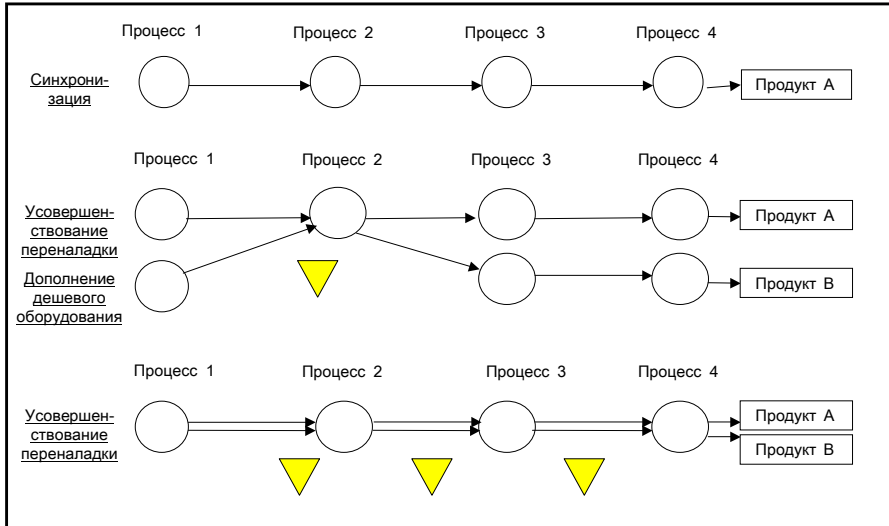 Процесс 1
Процесс 2
Процесс 3
Процесс 4
Синхрони-
зация
Продукт А
Процесс 1
Процесс 2
Процесс 3
Процесс 4
Усовершен-
ствование
переналадки
Продукт А
Дополнение
дешевого
оборудования
Продукт В
Процесс 1
Процесс 2
Процесс 3
Процесс 4
Усовершен-
ствование
переналадки
Продукт А
Продукт В